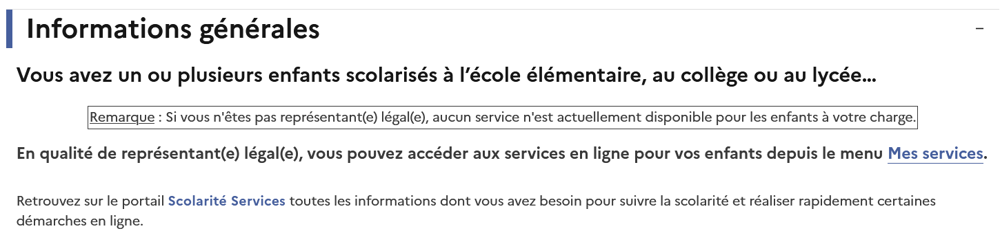 Informations générales
–
Vous avez un ou plusieurs enfants scolarisés à l’école élémentaire, au collège ou au lycée...
Remarque : Si vous n'êtes pas représentant(e) légal(e), aucun service n'est actuellement disponible pour les enfants à votre charge.
En qualité de représentant(e) légal(e), vous pouvez accéder aux services en ligne pour vos enfants depuis le menu Mes services.
Retrouvez sur le portail Scolarité Services toutes les informations dont vous avez besoin pour suivre la scolarité et réaliser rapidement certaines
démarches en ligne.